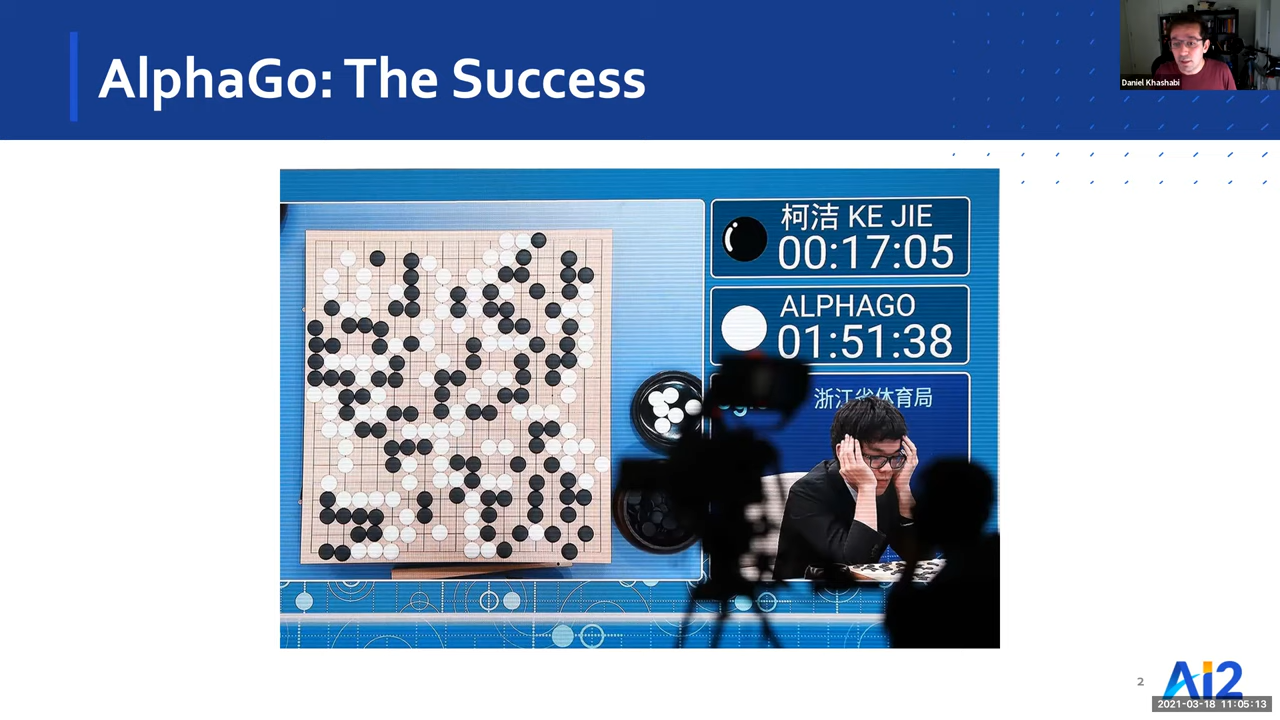 AlphaGo: The Success
Daniel Khashabi
柯洁 KE JIE
00:17:05
ALPHAGO
01:51:38
浙江省体育局
2
Ai2
2021-03-18 11:05:13